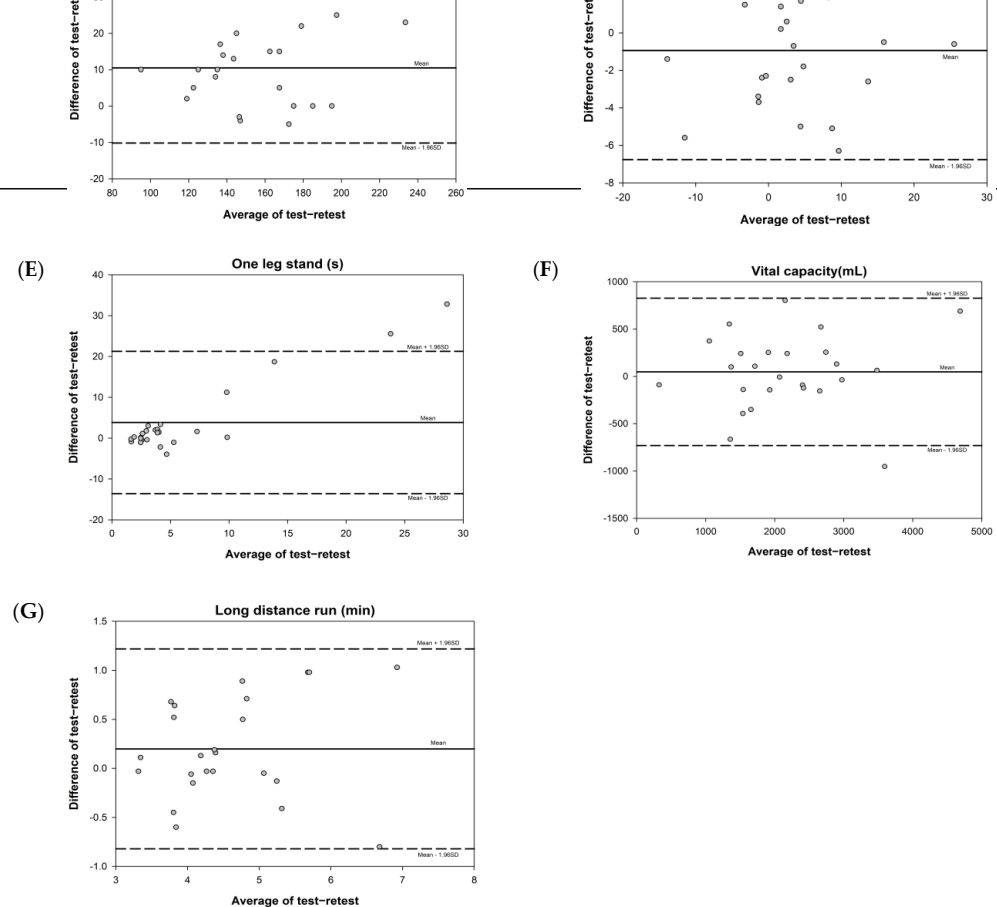 Difference of test-retest
20
10
0
-10
-20
Mean
Mean - 1.96SD
80 100 120 140 160 180 200 220 240 260
Average of test−retest
Difference of test-retest
0
-2
-4
-6
-8
Mean
Mean - 1.96SD
-20 -10 0 10 20 30
Average of test−retest
(E)
One leg stand (s)
Difference of test−retest
40
30
20
10
0
-10
-20
Mean + 1.96SD
Mean
Mean - 1.96SD
0 5 10 15 20 25 30
Average of test−retest
(F)
Vital capacity(mL)
Difference of test−retest
1000
500
0
-500
-1000
-1500
Mean + 1.96SD
Mean
Mean - 1.96SD
0 1000 2000 3000 4000 5000
Average of test−retest
(G)
Long distance run (min)
Difference of test−retest
1.5
1.0
0.5
0.0
-0.5
-1.0
Mean + 1.96SD
Mean
Mean - 1.96SD
3 4 5 6 7 8
Average of test−retest